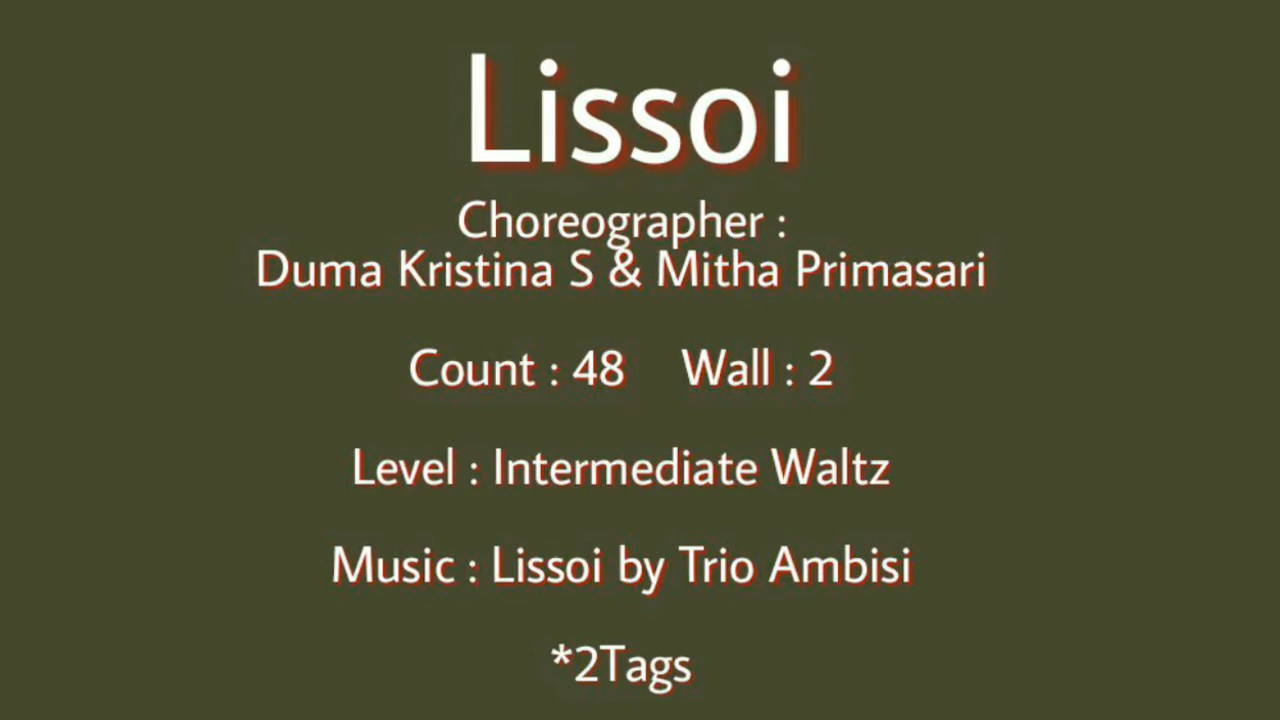 Lissoi
Choreographer :
Duma Kristina S & Mitha Primasari
Count : 48 Wall : 2
Level : Intermediate Waltz
Music : Lissoi by Trio Ambisi
*2Tags